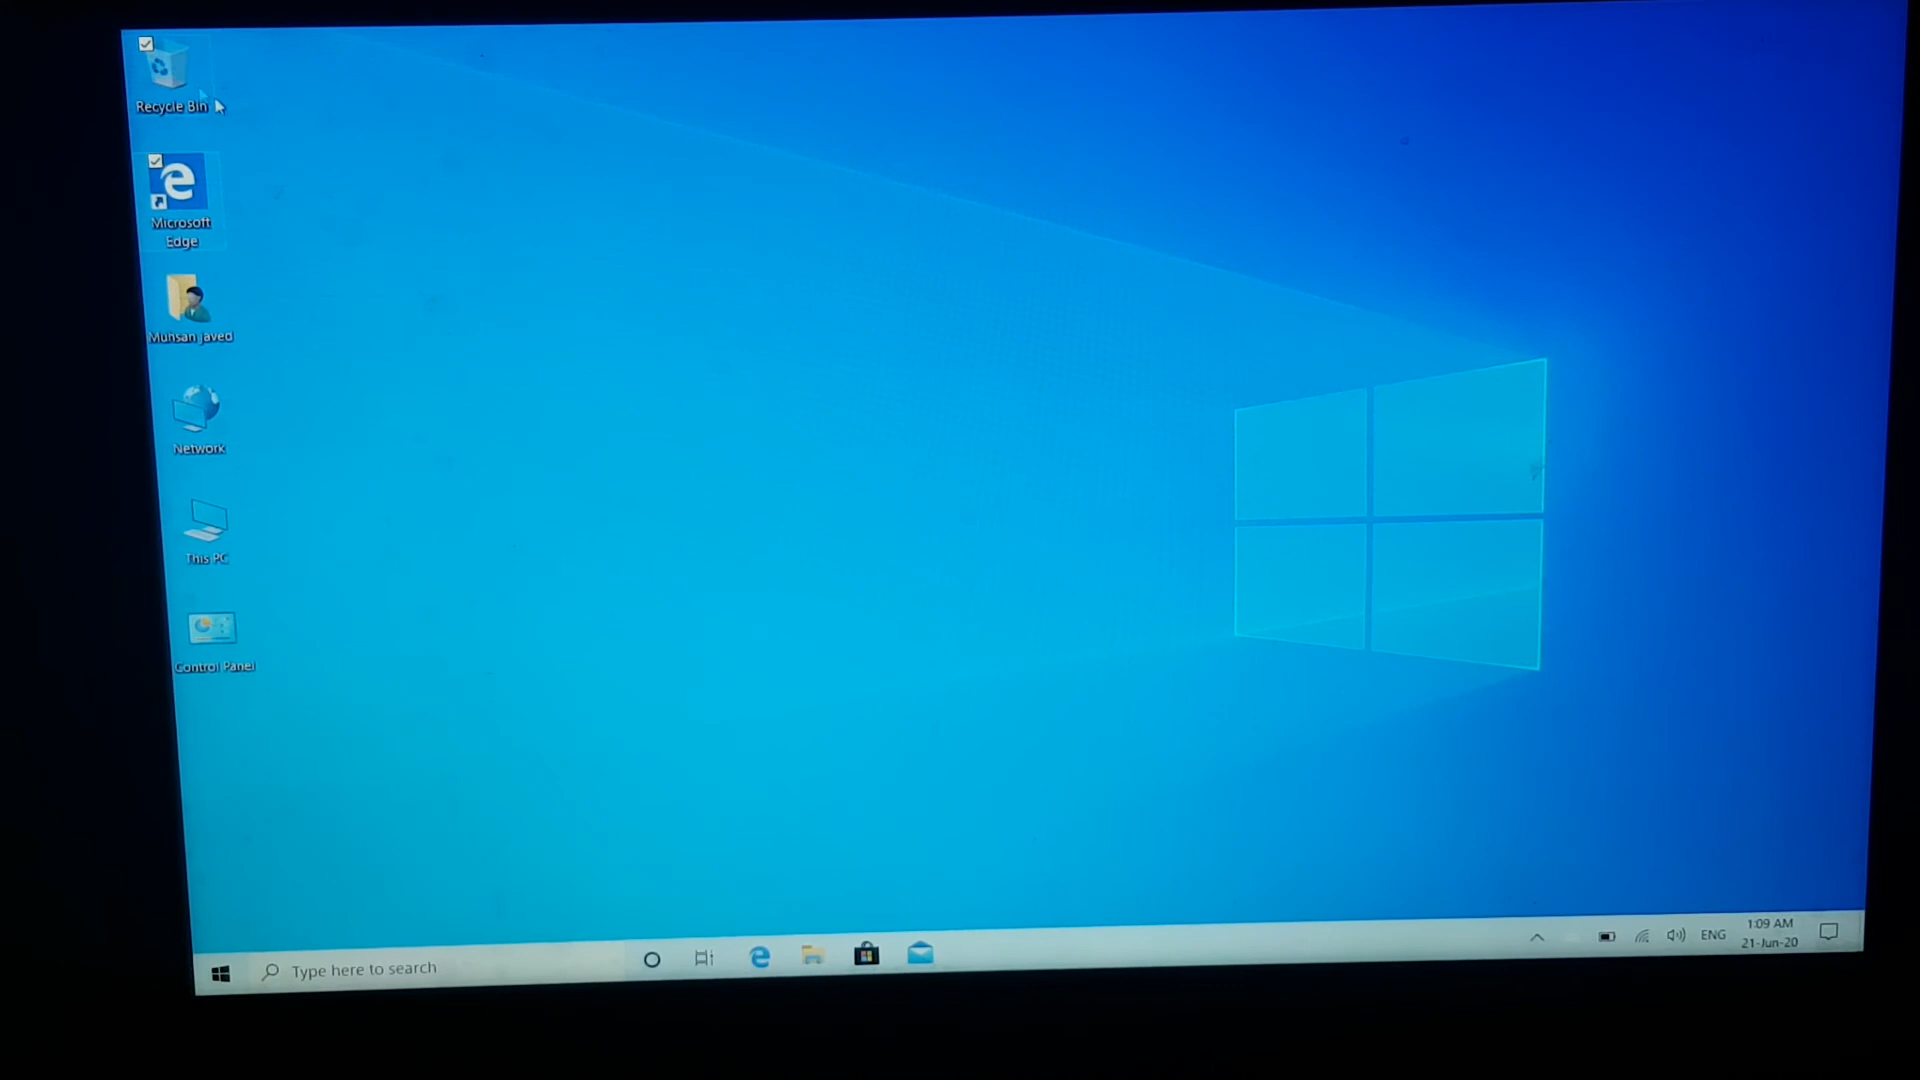 Recycle Bin
Microsoft
Edge
Muhsan Javed
Network
This PC
Control Panel
Type here to search
ENG
1:09 AM
21-Jun-20